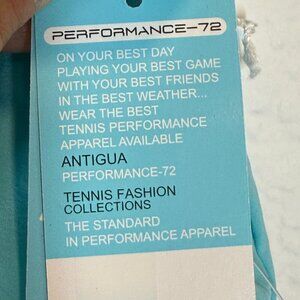 PERFORMANCE-72
ON YOUR BEST DAY
PLAYING YOUR BEST GAME
WITH YOUR BEST FRIENDS
IN THE BEST WEATHER...
WEAR THE BEST
TENNIS PERFORMANCE
APPAREL AVAILABLE
ANTIGUA
PERFORMANCE-72
TENNIS FASHION
COLLECTIONS
THE STANDARD
IN PERFORMANCE APPAREL